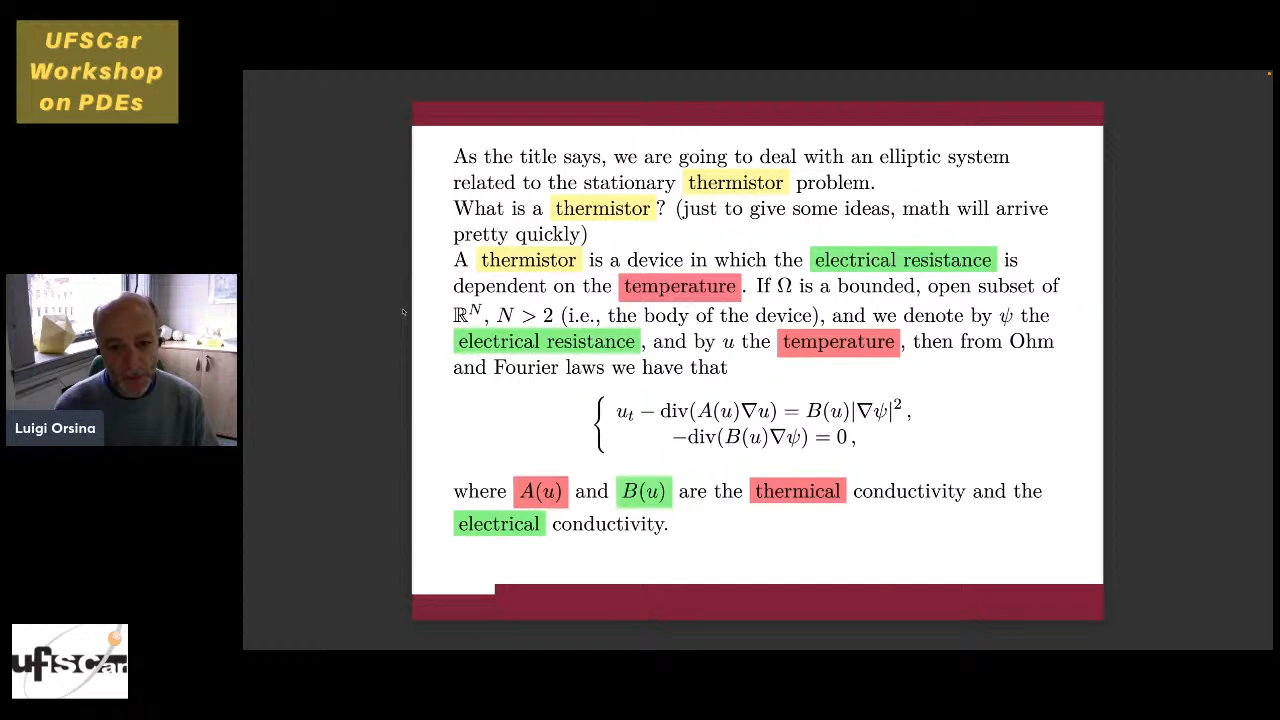 UFSCar
Workshop
on PDEs
As the title says, we are going to deal with an elliptic system
related to the stationary thermistor problem.
What is a thermistor? (just to give some ideas, math will arrive
pretty quickly)
A thermistor is a device in which the electrical resistance is
dependent on the temperature. If Ω is a bounded, open subset of
ℝ^N, N > 2 (i.e., the body of the device), and we denote by ψ the
electrical resistance, and by u the temperature, then from Ohm
and Fourier laws we have that
{ u_t − div(A(u)∇u) = B(u)|∇ψ|²,
−div(B(u)∇ψ) = 0,
where A(u) and B(u) are the thermical conductivity and the
electrical conductivity.
Luigi Orsina
ufscar